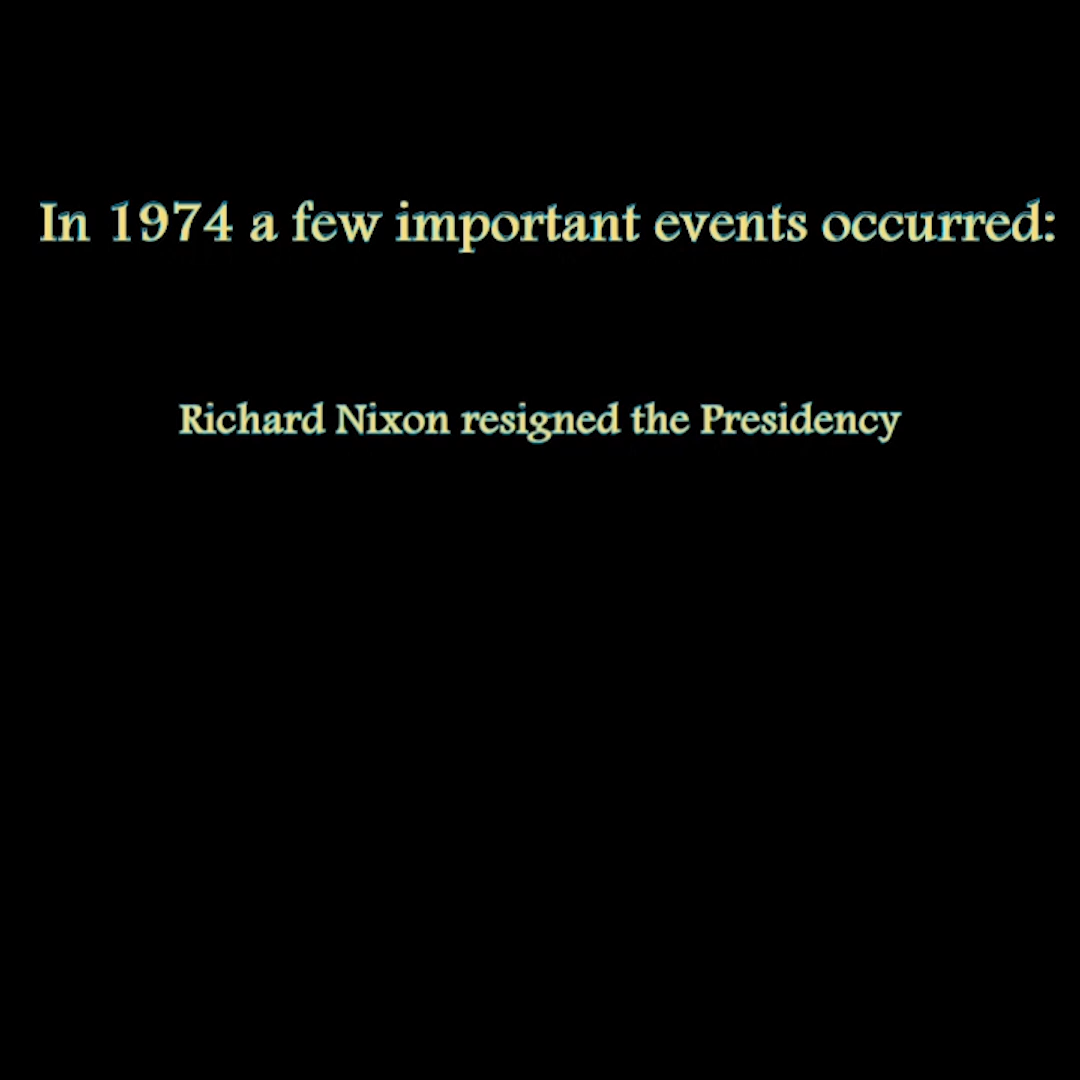 In 1974 a few important events occurred:
Richard Nixon resigned the Presidency